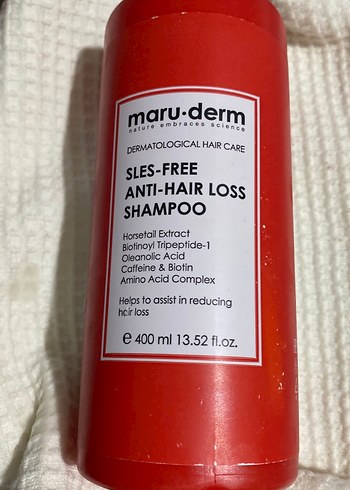 maru·derm
nature embraces science
DERMATOLOGICAL HAIR CARE
SLES-FREE
ANTI-HAIR LOSS
SHAMPOO
Horsetail Extract
Biotinoyl Tripeptide-1
Oleanolic Acid
Caffeine & Biotin
Amino Acid Complex
Helps to assist in reducing
hair loss
℮ 400 ml 13.52 fl.oz.